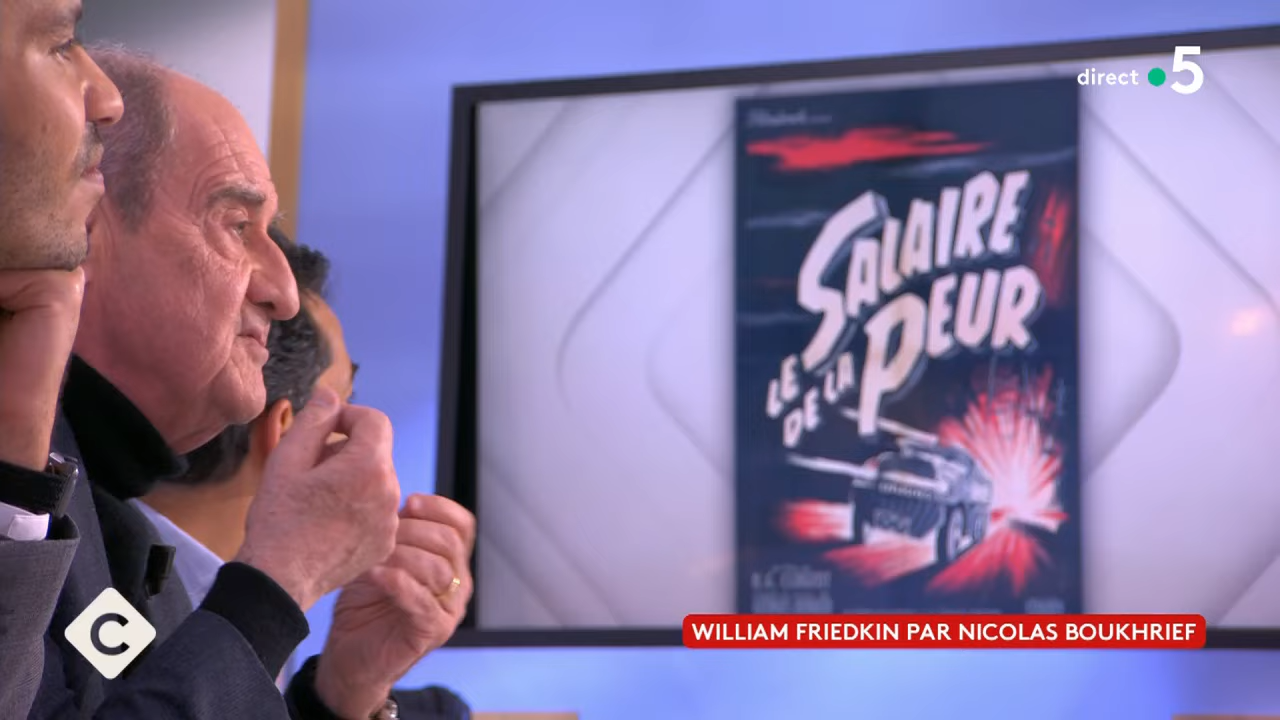 direct 5
SALAIRE
LE
DE LA PEUR
C
WILLIAM FRIEDKIN PAR NICOLAS BOUKHRIEF